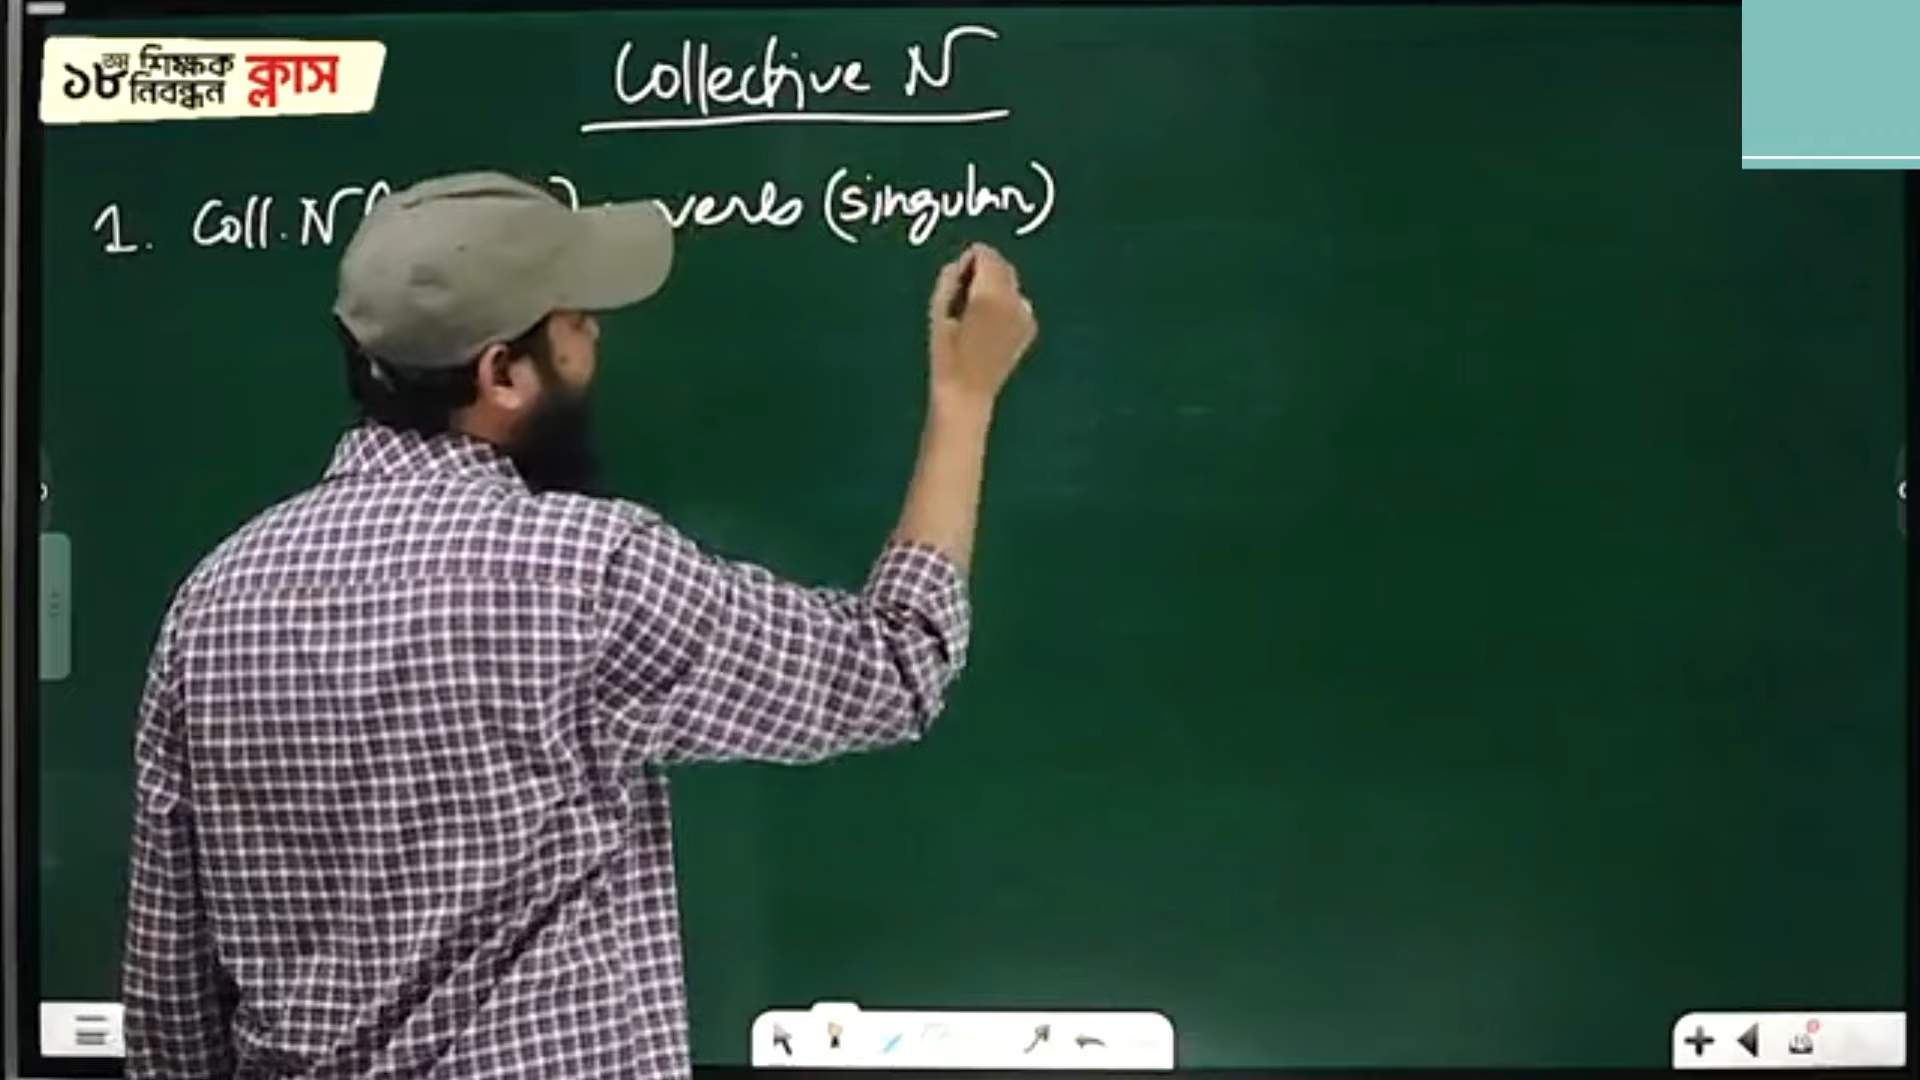 ১৮তম শিক্ষক
নিবন্ধন ক্লাস
Collective N
1. Coll. N verb (singular)